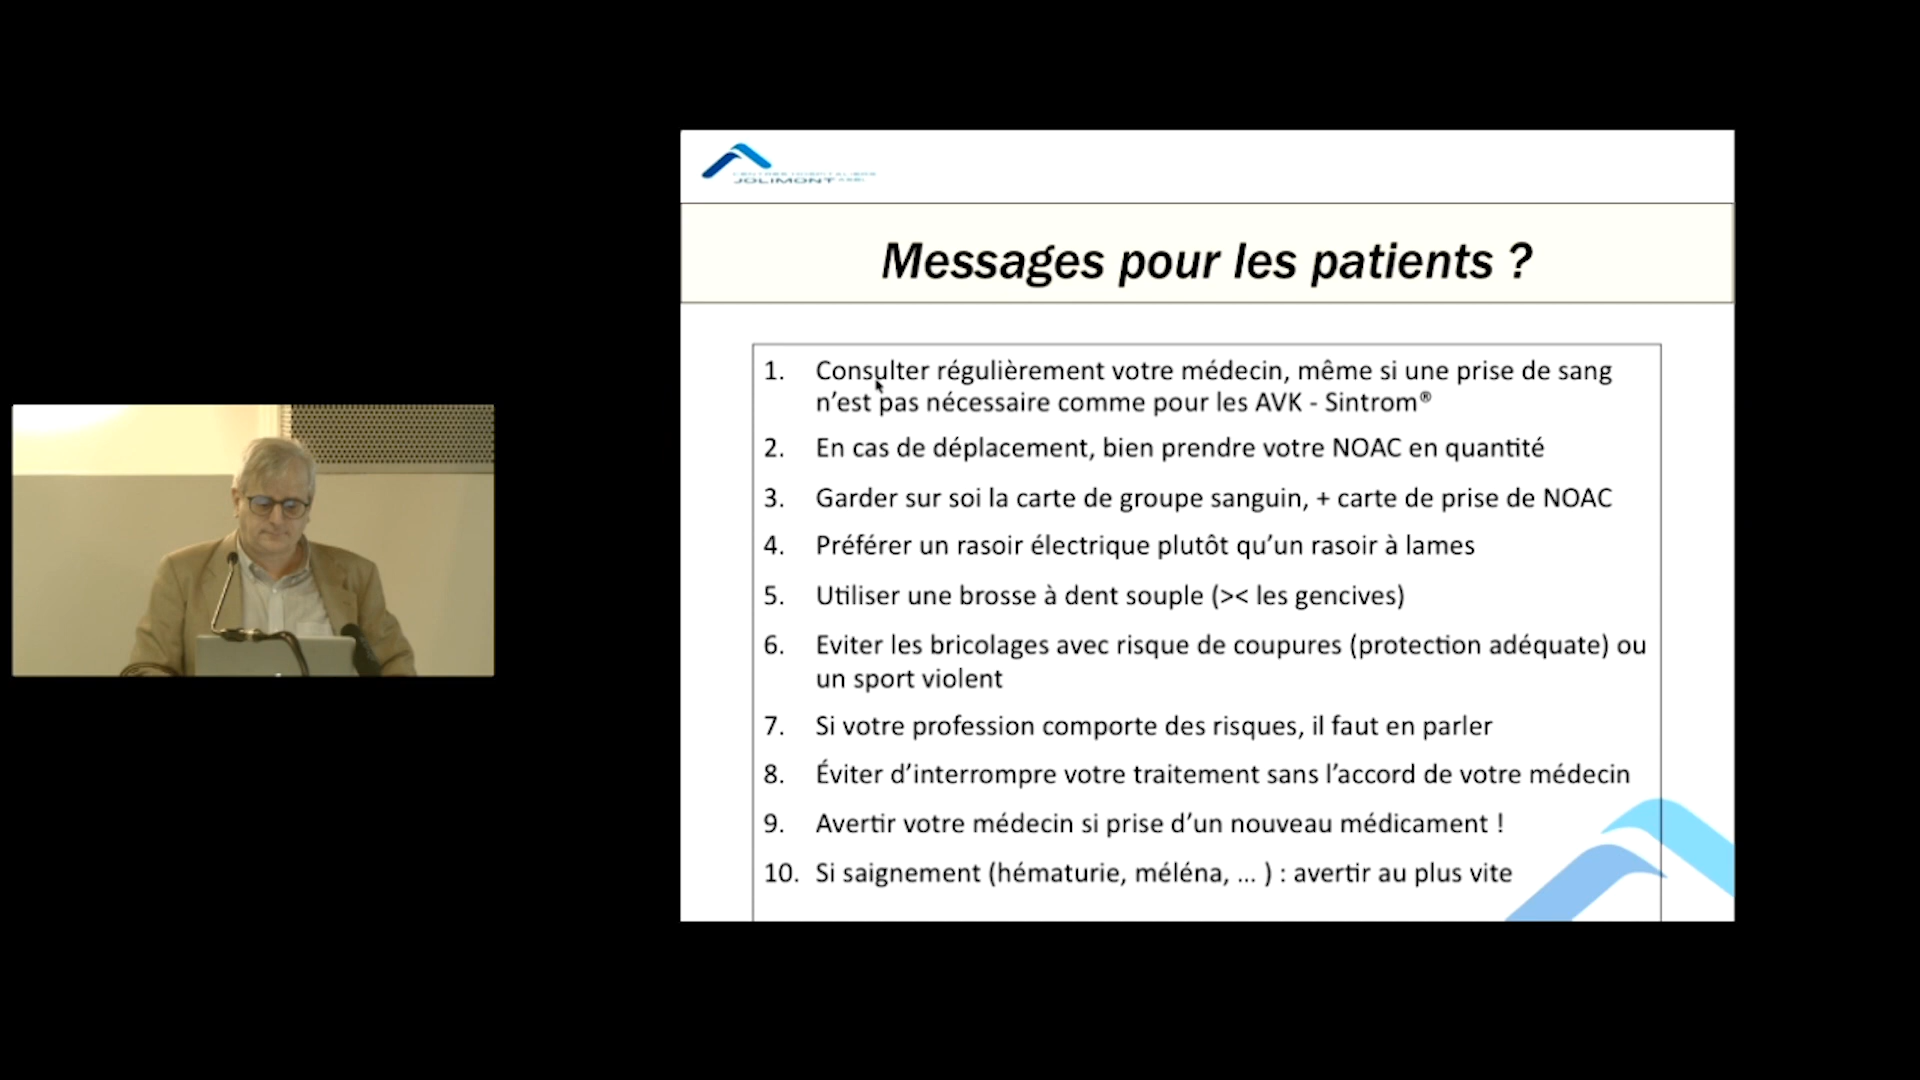 CENTRES HOSPITALIERS
JOLIMONT ASBL
Messages pour les patients ?
1. Consulter régulièrement votre médecin, même si une prise de sang
n’est pas nécessaire comme pour les AVK - Sintrom®
2. En cas de déplacement, bien prendre votre NOAC en quantité
3. Garder sur soi la carte de groupe sanguin, + carte de prise de NOAC
4. Préférer un rasoir électrique plutôt qu’un rasoir à lames
5. Utiliser une brosse à dent souple (>< les gencives)
6. Eviter les bricolages avec risque de coupures (protection adéquate) ou
un sport violent
7. Si votre profession comporte des risques, il faut en parler
8. Éviter d’interrompre votre traitement sans l’accord de votre médecin
9. Avertir votre médecin si prise d’un nouveau médicament !
10. Si saignement (hématurie, méléna, ... ) : avertir au plus vite